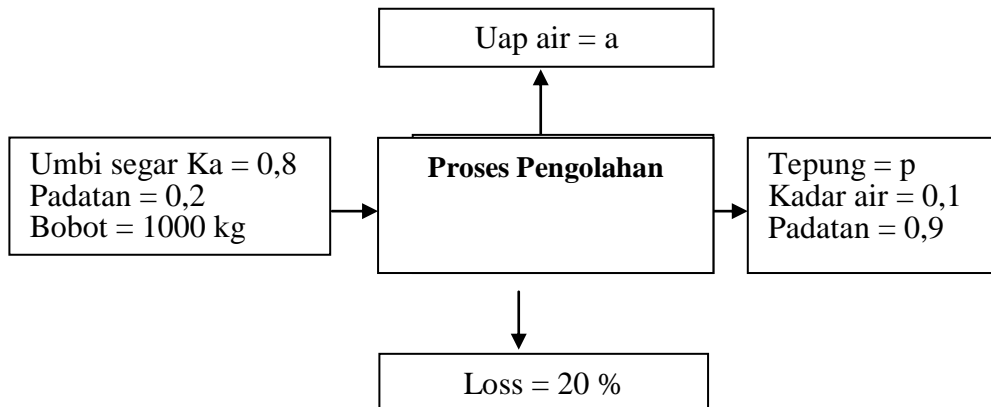 Uap air = a
Umbi segar Ka = 0,8
Padatan = 0,2
Bobot = 1000 kg
Proses Pengolahan
Tepung = p
Kadar air = 0,1
Padatan = 0,9
Loss = 20 %